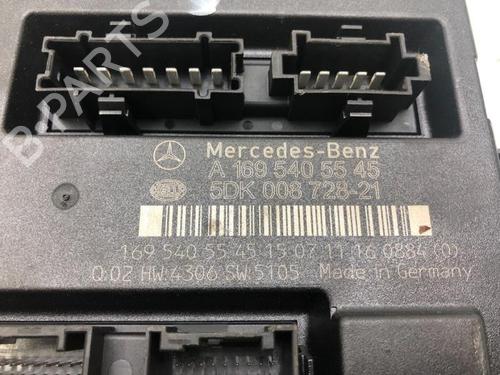 B-PARTS
Mercedes-Benz
A 169 540 55 45
HELLA
5DK 008 728-21
169 540 55 45 15 07 11 16 0884 (0)
Q:02 HW:4306 SW:5105 Made in Germany